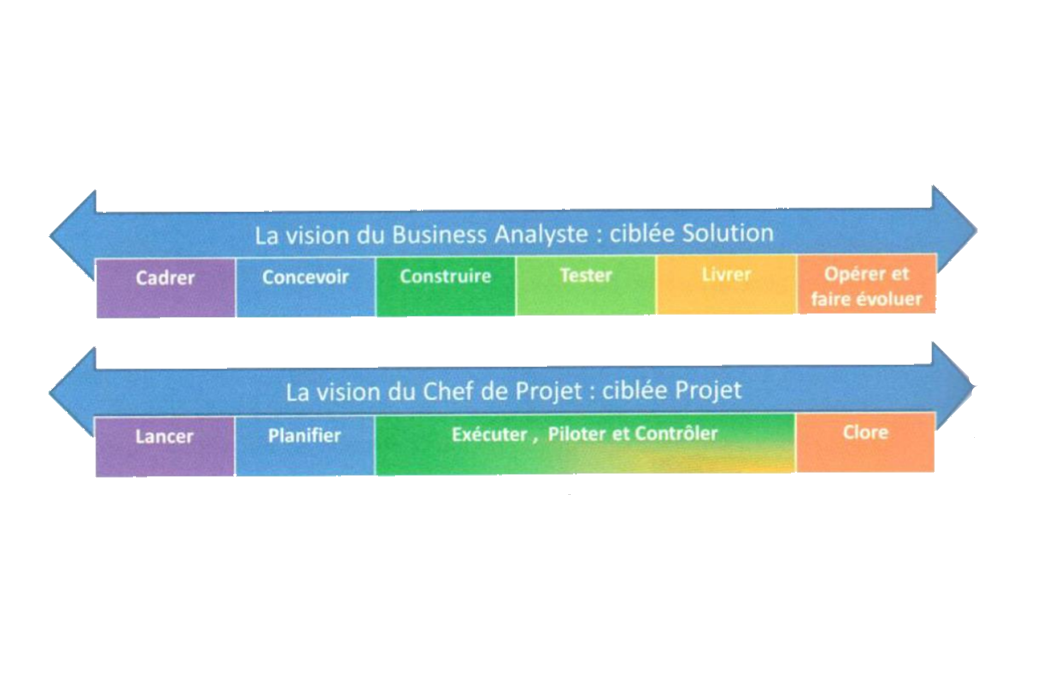 La vision du Business Analyste : ciblée Solution
Cadrer
Concevoir
Construire
Tester
Livrer
Opérer et
faire évoluer
La vision du Chef de Projet : ciblée Projet
Lancer
Planifier
Exécuter , Piloter et Contrôler
Clore